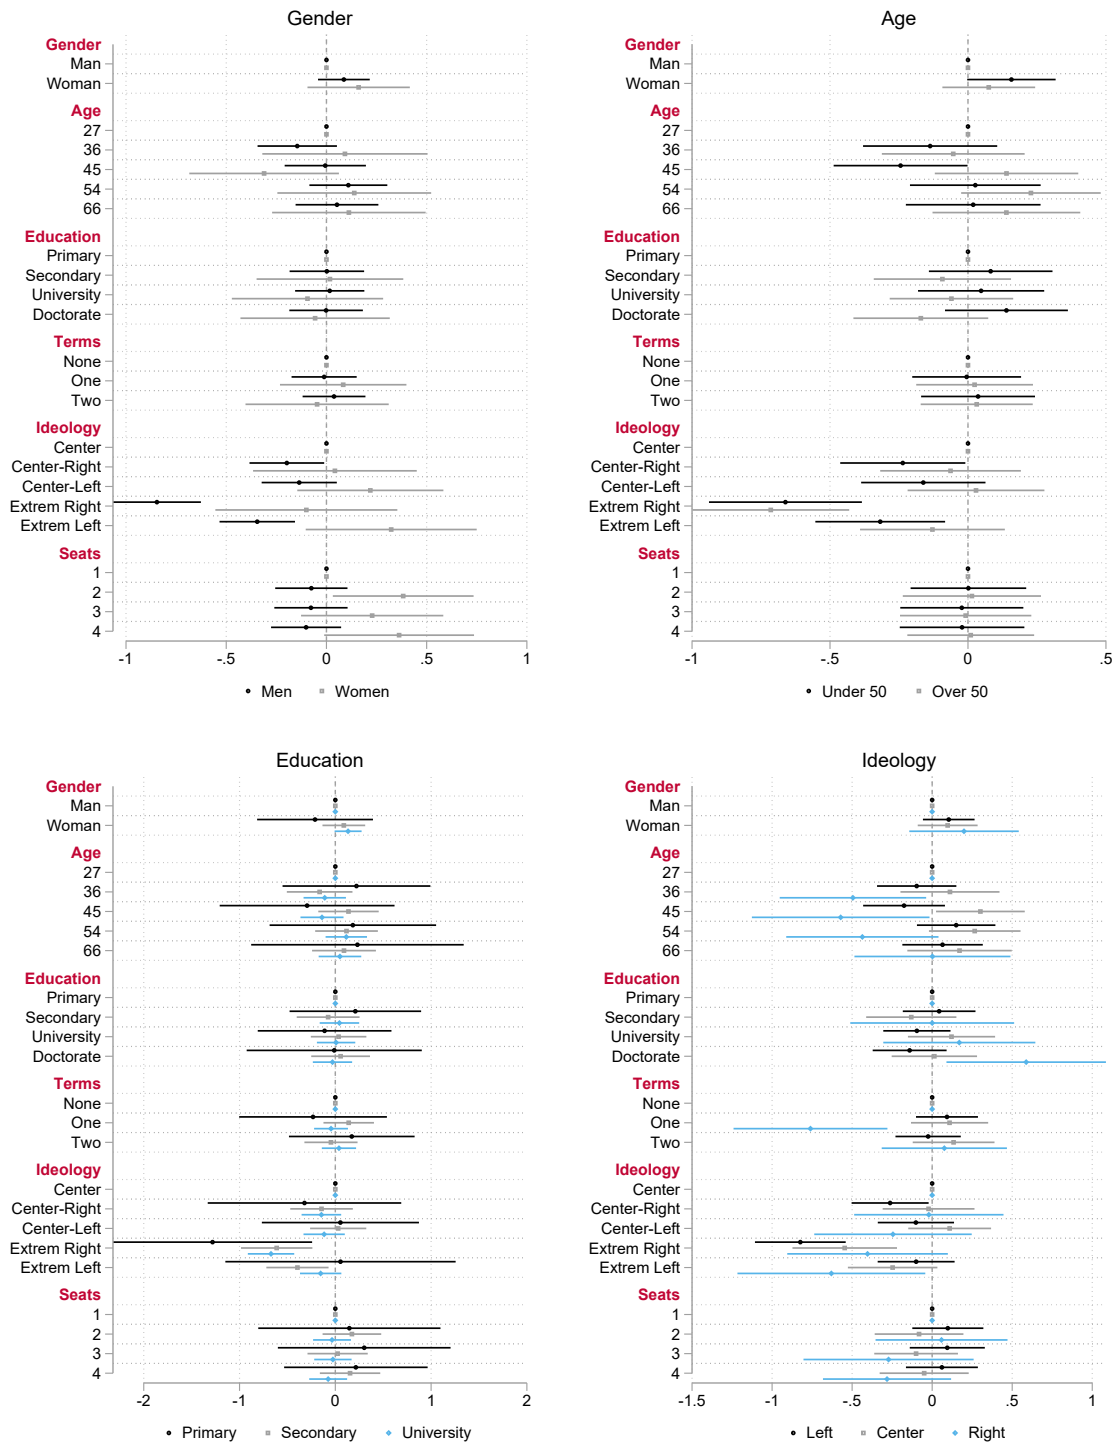 Gender
Gender
Man
Woman
Age
27
36
45
54
66
Education
Primary
Secondary
University
Doctorate
Terms
None
One
Two
Ideology
Center
Center-Right
Center-Left
Extrem Right
Extrem Left
Seats
1
2
3
4
-1 -.5 0 .5 1
Men Women
Age
Gender
Man
Woman
Age
27
36
45
54
66
Education
Primary
Secondary
University
Doctorate
Terms
None
One
Two
Ideology
Center
Center-Right
Center-Left
Extrem Right
Extrem Left
Seats
1
2
3
4
-1 -.5 0 .5
Under 50 Over 50
Education
Gender
Man
Woman
Age
27
36
45
54
66
Education
Primary
Secondary
University
Doctorate
Terms
None
One
Two
Ideology
Center
Center-Right
Center-Left
Extrem Right
Extrem Left
Seats
1
2
3
4
-2 -1 0 1 2
Primary Secondary University
Ideology
Gender
Man
Woman
Age
27
36
45
54
66
Education
Primary
Secondary
University
Doctorate
Terms
None
One
Two
Ideology
Center
Center-Right
Center-Left
Extrem Right
Extrem Left
Seats
1
2
3
4
-1.5 -1 -.5 0 .5 1
Left Center Right